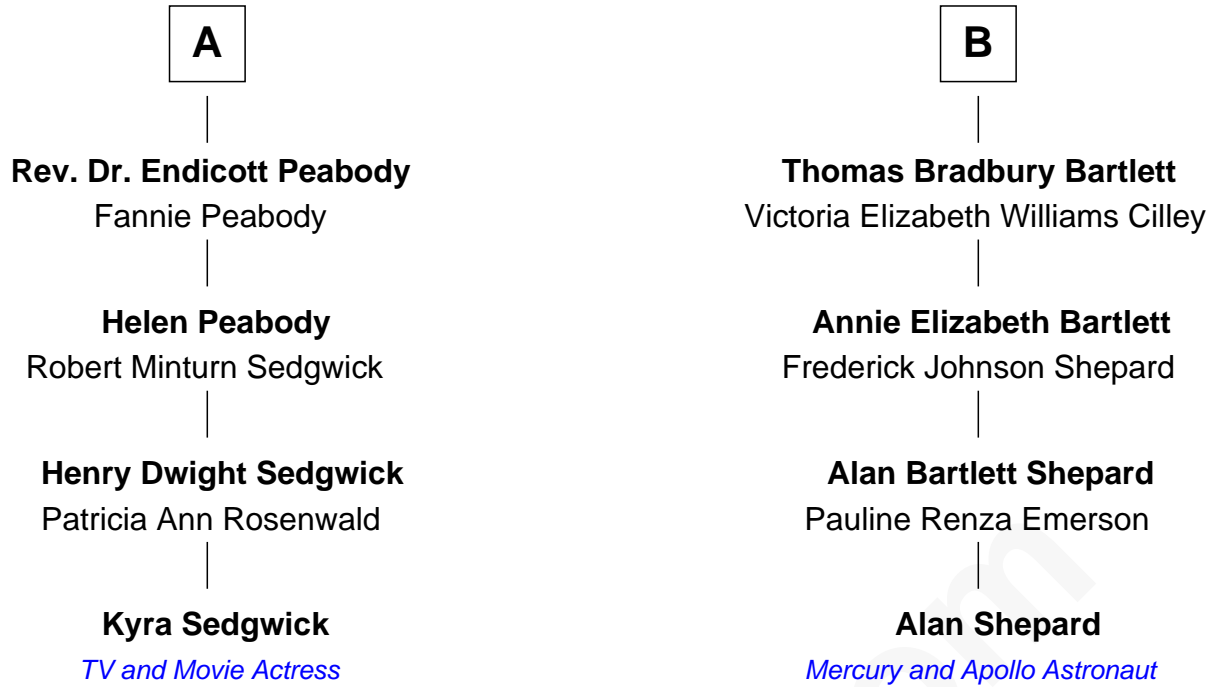 A
Rev. Dr. Endicott Peabody
Fannie Peabody
Helen Peabody
Robert Minturn Sedgwick
Henry Dwight Sedgwick
Patricia Ann Rosenwald
Kyra Sedgwick
TV and Movie Actress
B
Thomas Bradbury Bartlett
Victoria Elizabeth Williams Cilley
Annie Elizabeth Bartlett
Frederick Johnson Shepard
Alan Bartlett Shepard
Pauline Renza Emerson
Alan Shepard
Mercury and Apollo Astronaut
om